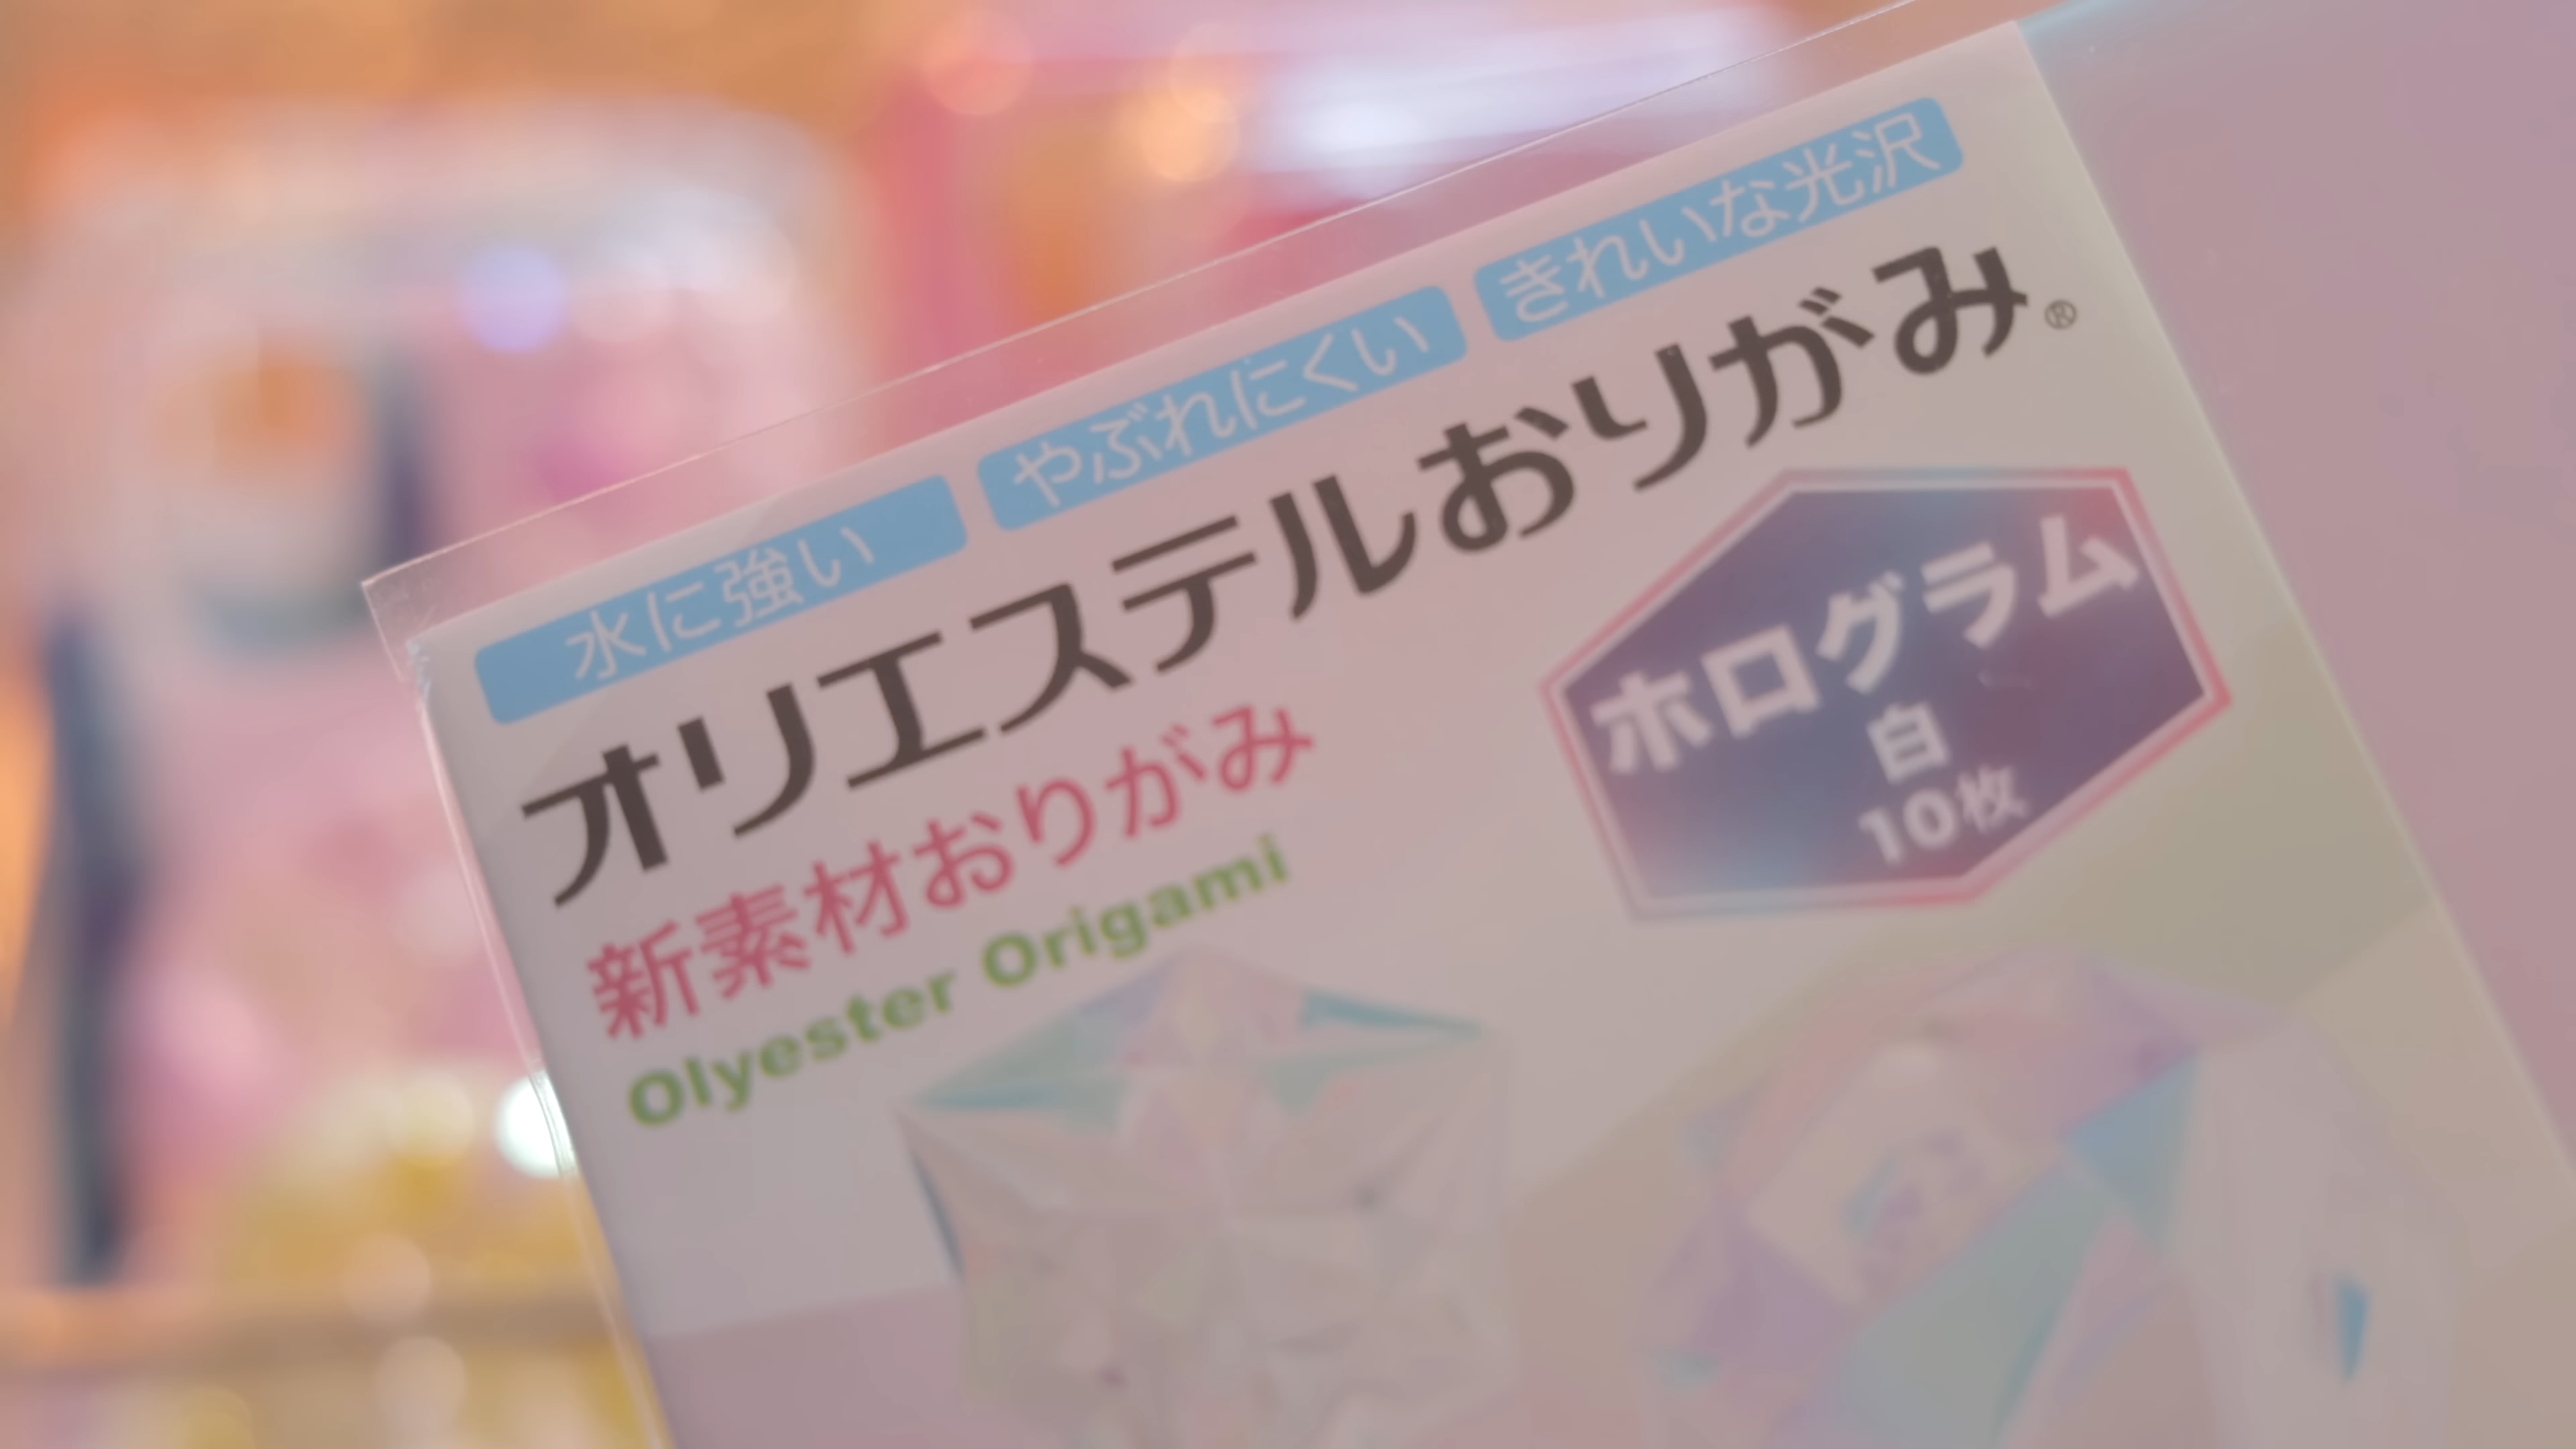 水に強い やぶれにくい きれいな光沢
オリエステルおりがみ®
新素材おりがみ
Olyester Origami
ホログラム
白
10枚